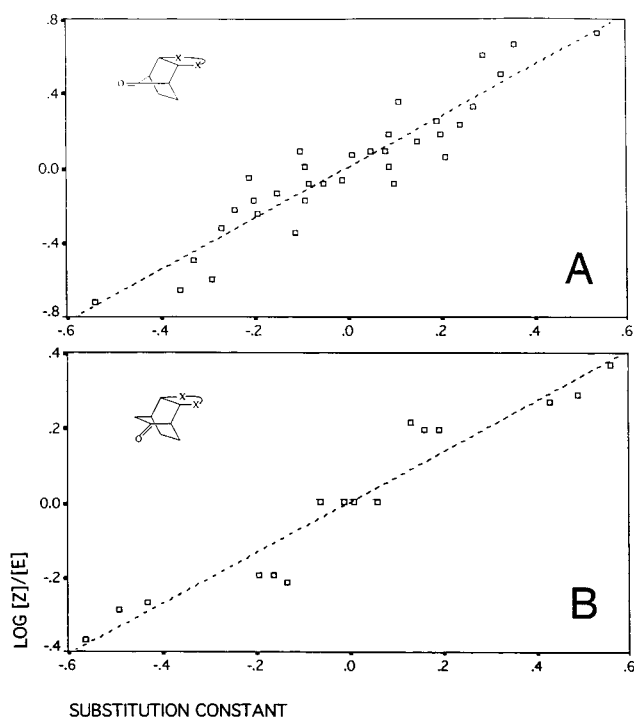 .8
.4
0.0
-.4
-.8
X
X
O
A
-.6 -.4 -.2 .0 .2 .4 .6
.4
.2
0.0
-.2
-.4
X
X
O
B
-.6 -.4 -.2 .0 .2 .4 .6
LOG [Z]/[E]
SUBSTITUTION CONSTANT